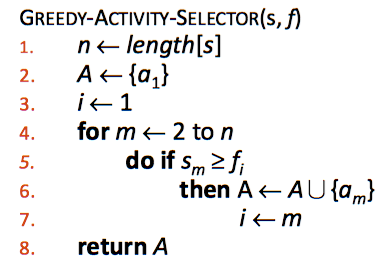 GREEDY-ACTIVITY-SELECTOR(s, f)
1. n ← length[s]
2. A ← {a₁}
3. i ← 1
4. for m ← 2 to n
5. do if sₘ ≥ fᵢ
6. then A ← A ∪ {aₘ}
7. i ← m
8. return A